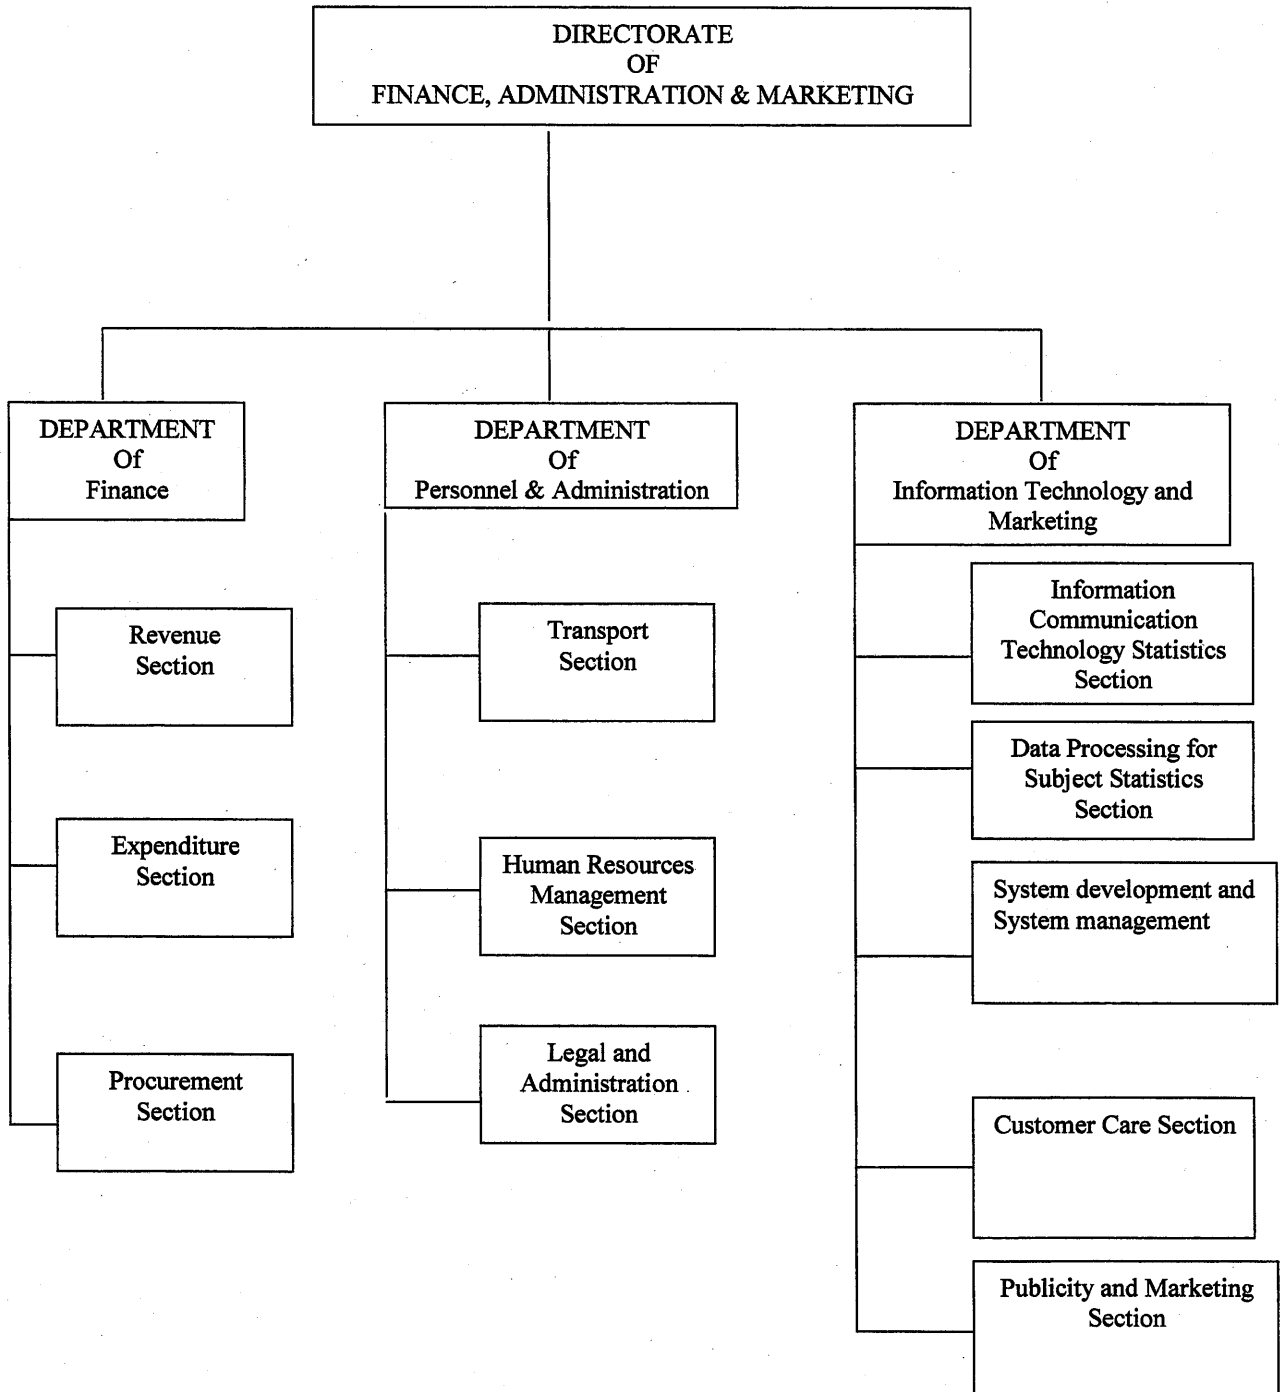 DIRECTORATE
OF
FINANCE, ADMINISTRATION & MARKETING
DEPARTMENT
Of
Finance
Revenue
Section
Expenditure
Section
Procurement
Section
DEPARTMENT
Of
Personnel & Administration
Transport
Section
Human Resources
Management
Section
Legal and
Administration
Section
DEPARTMENT
Of
Information Technology and
Marketing
Information
Communication
Technology Statistics
Section
Data Processing for
Subject Statistics
Section
System development and
System management
Customer Care Section
Publicity and Marketing
Section